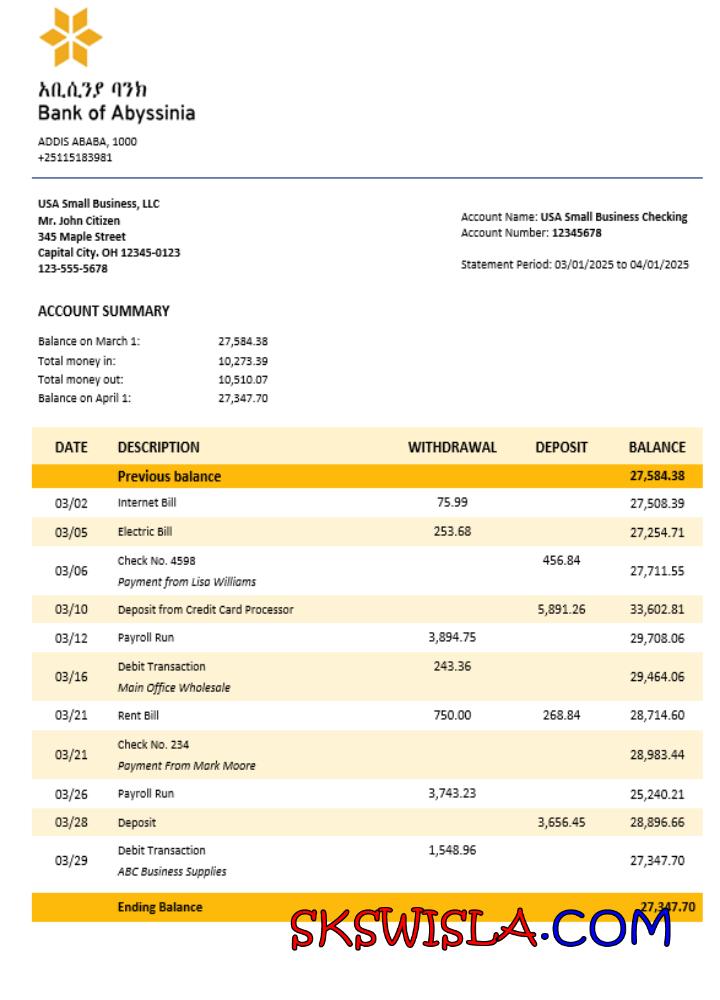 አቢሲንያ ባንክ
Bank of Abyssinia
ADDIS ABABA, 1000
+25115183981
USA Small Business, LLC
Mr. John Citizen
345 Maple Street
Capital City. OH 12345-0123
123-555-5678
Account Name: USA Small Business Checking
Account Number: 12345678
Statement Period: 03/01/2025 to 04/01/2025
ACCOUNT SUMMARY
Balance on March 1: 27,584.38
Total money in: 10,273.39
Total money out: 10,510.07
Balance on April 1: 27,347.70
DATE DESCRIPTION WITHDRAWAL DEPOSIT BALANCE
Previous balance 27,584.38
03/02 Internet Bill 75.99 27,508.39
03/05 Electric Bill 253.68 27,254.71
03/06 Check No. 4598 456.84 27,711.55
Payment from Lisa Williams
03/10 Deposit from Credit Card Processor 5,891.26 33,602.81
03/12 Payroll Run 3,894.75 29,708.06
03/16 Debit Transaction 243.36 29,464.06
Main Office Wholesale
03/21 Rent Bill 750.00 268.84 28,714.60
03/21 Check No. 234 28,983.44
Payment From Mark Moore
03/26 Payroll Run 3,743.23 25,240.21
03/28 Deposit 3,656.45 28,896.66
03/29 Debit Transaction 1,548.96 27,347.70
ABC Business Supplies
Ending Balance 27,347.70
SKSWISLA.COM